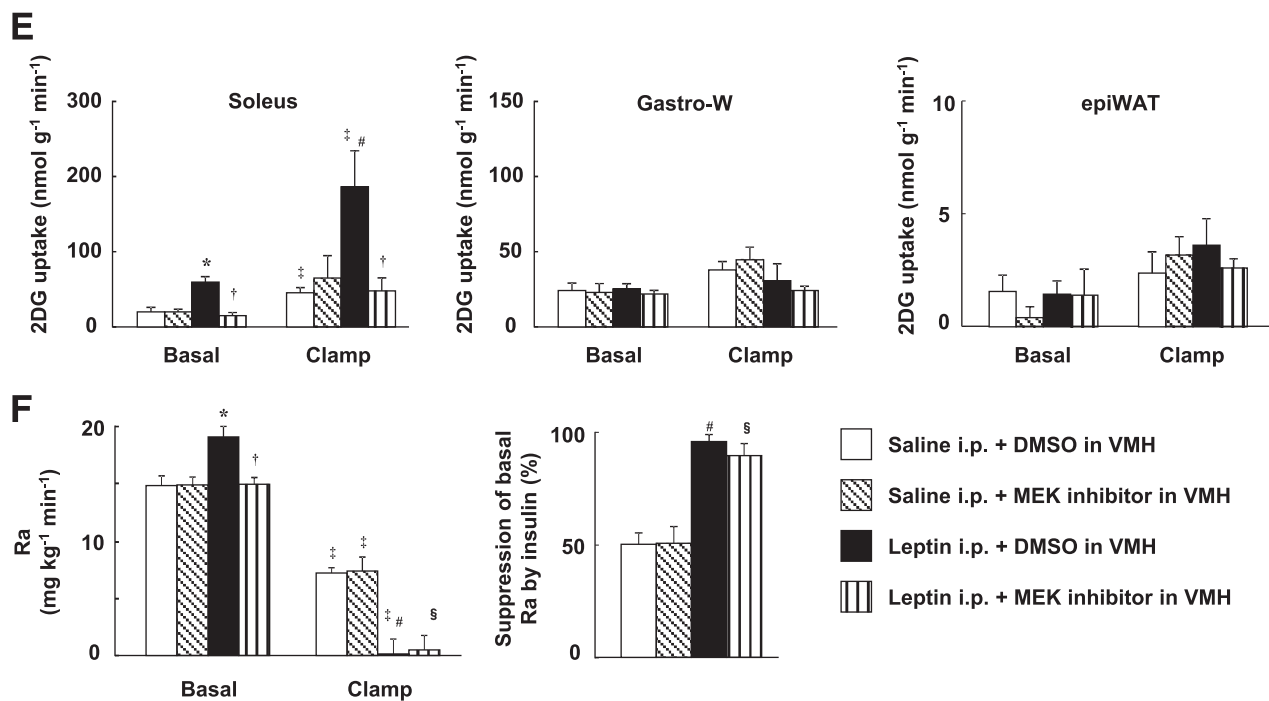 E
Soleus
2DG uptake (nmol g-1 min-1)
300
200
100
0
*
†
‡
‡ #
†
Basal
Clamp
Gastro-W
2DG uptake (nmol g-1 min-1)
150
100
50
0
Basal
Clamp
epiWAT
2DG uptake (nmol g-1 min-1)
10
5
0
Basal
Clamp
F
Ra
(mg kg-1 min-1)
20
10
0
*
†
‡
‡
‡ #
§
Basal
Clamp
Suppression of basal
Ra by insulin (%)
100
50
0
#
§
Saline i.p. + DMSO in VMH
Saline i.p. + MEK inhibitor in VMH
Leptin i.p. + DMSO in VMH
Leptin i.p. + MEK inhibitor in VMH